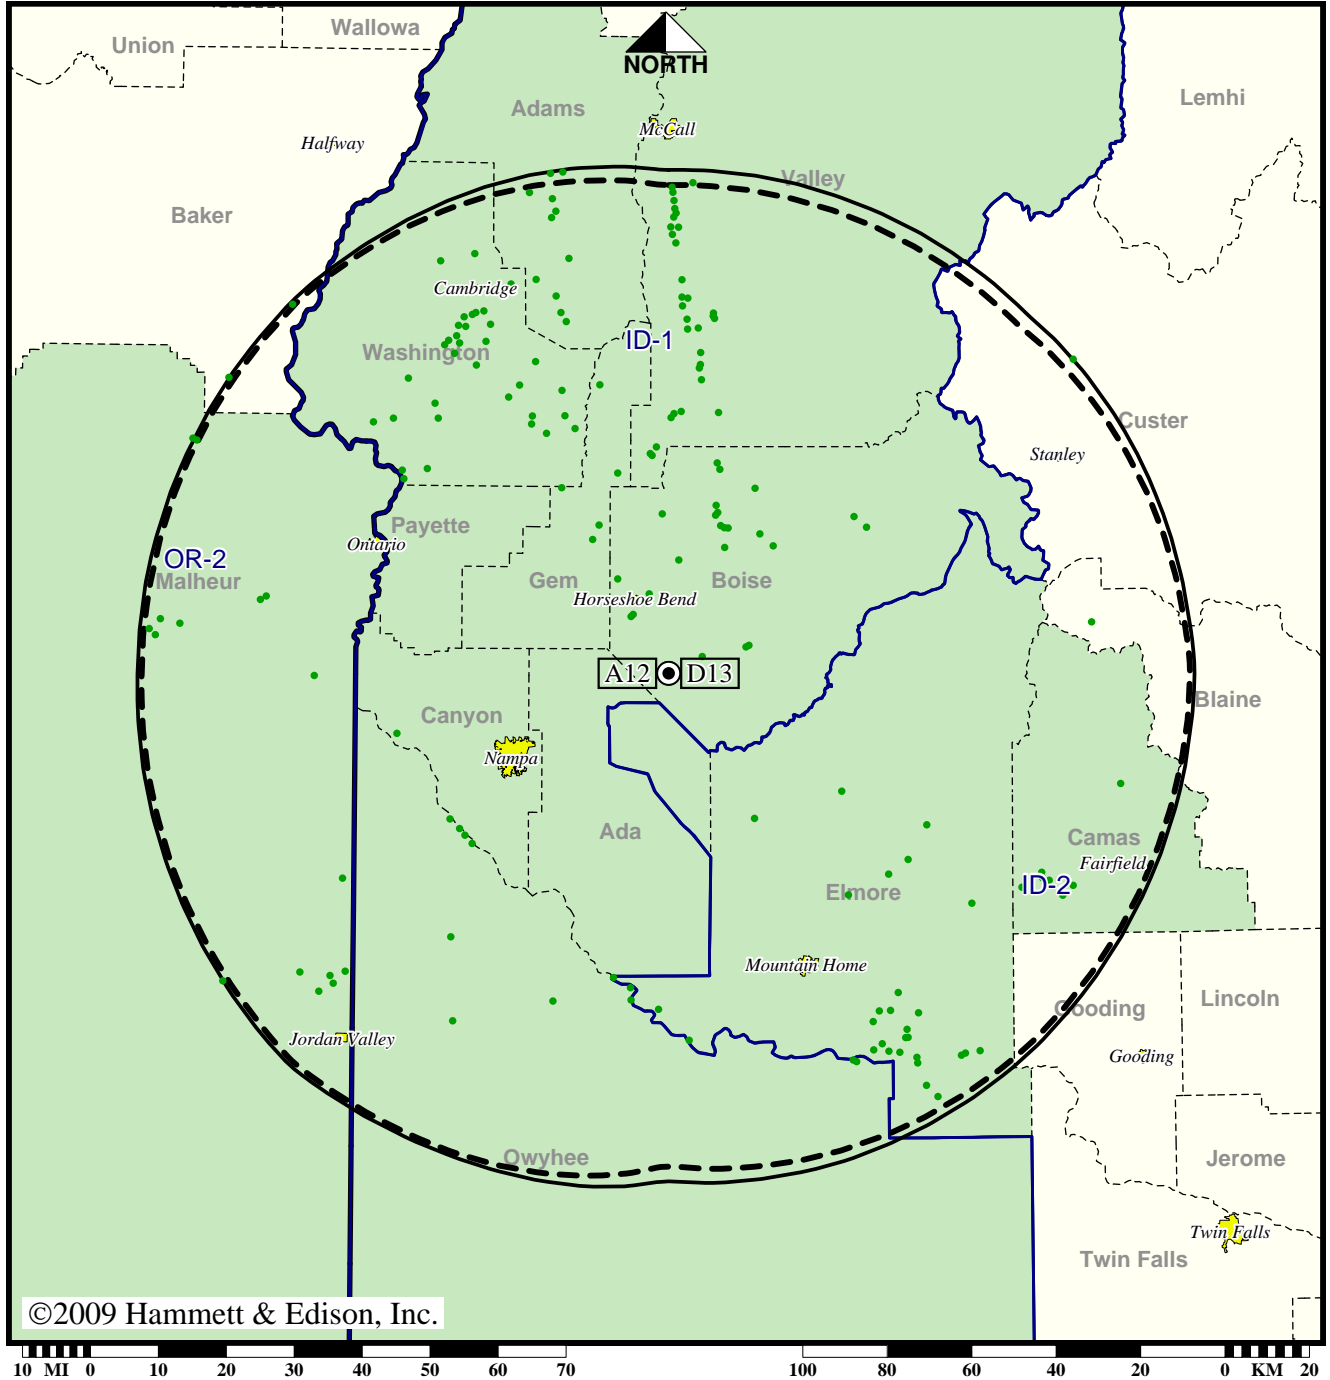 Wallowa
Union
NORTH
Lemhi
Adams
McCall
Halfway
Valley
Baker
Cambridge
ID-1
Washington
Custer
Stanley
Payette
Ontario
OR-2
Malheur
Gem
Boise
Horseshoe Bend
A12
D13
Blaine
Canyon
Nampa
Ada
Camas
Fairfield
ID-2
Elmore
Mountain Home
Lincoln
Gooding
Jordan Valley
Gooding
Owyhee
Jerome
Twin Falls
Twin Falls
©2009 Hammett & Edison, Inc.
10 MI 0 10 20 30 40 50 60 70 100 80 60 40 20 0 KM 20